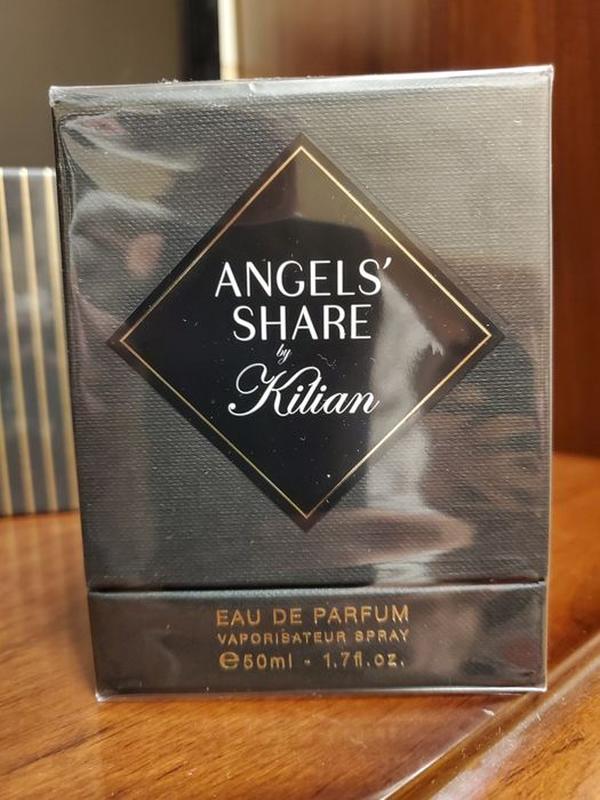 ANGELS'
SHARE
by
Kilian
EAU DE PARFUM
VAPORISATEUR SPRAY
℮50ml - 1.7fl.oz.